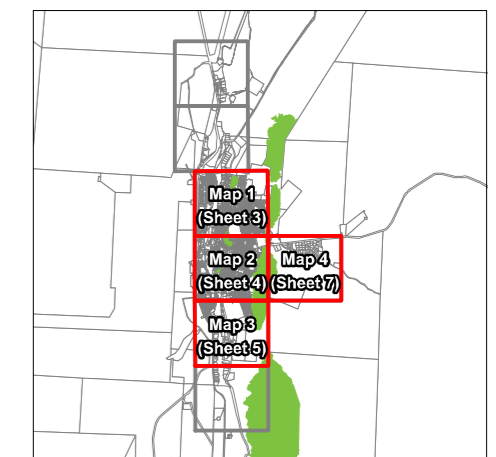 Map 1
(Sheet 3)
Map 2
(Sheet 4)
Map 4
(Sheet 7)
Map 3
(Sheet 5)